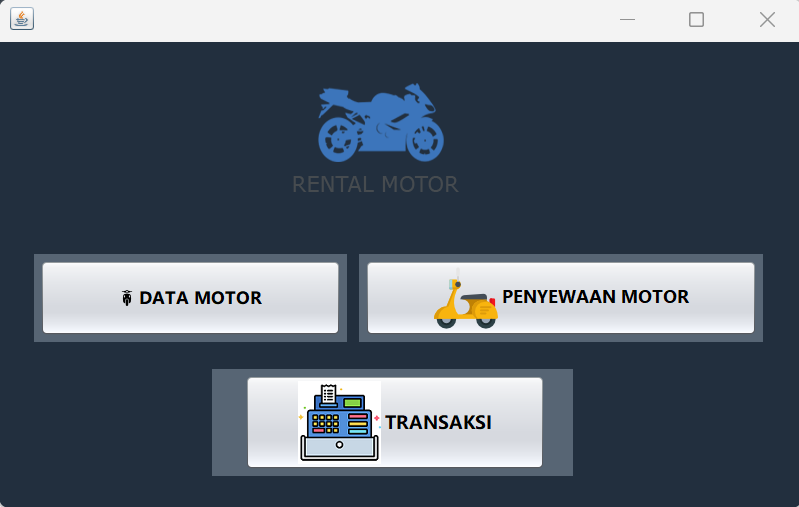 RENTAL MOTOR
DATA MOTOR
PENYEWAAN MOTOR
TRANSAKSI